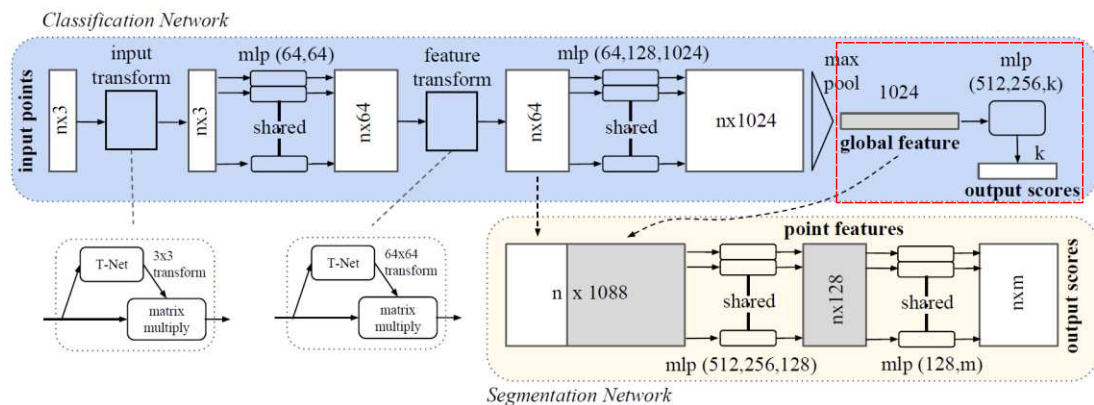 Classification Network
input points
nx3
input
transform
nx3
mlp (64,64)
shared
nx64
feature
transform
nx64
mlp (64,128,1024)
shared
nx1024
max
pool
1024
global feature
mlp
(512,256,k)
k
output scores
T-Net
3x3
transform
matrix
multiply
T-Net
64x64
transform
matrix
multiply
point features
n x 1088
shared
mlp (512,256,128)
nx128
shared
mlp (128,m)
nxm
output scores
Segmentation Network